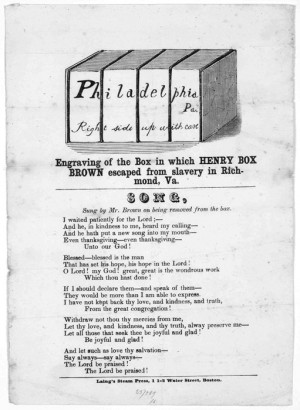 Philadelphia
Pa.
Right side up with care
Engraving of the Box in which HENRY BOX
BROWN escaped from slavery in Rich-
mond, Va.
SONG,
Sung by Mr. Brown on being removed from the box.
I waited patiently for the Lord;—
And he, in kindness to me, heard my calling—
And he hath put a new song into my mouth—
Even thanksgiving—even thanksgiving—
Unto our God!
Blessed—blessed is the man
That has set his hope, his hope in the Lord!
O Lord! my God! great, great is the wondrous work
Which thou hast done!
If I should declare them—and speak of them—
They would be more than I am able to express.
I have not kept back thy love, and kindness, and truth,
From the great congregation!
Withdraw not thou thy mercies from me,
Let thy love, and kindness, and thy truth, alway preserve me—
Let all those that seek thee be joyful and glad!
Be joyful and glad!
And let such as love thy salvation—
Say always—say always—
The Lord be praised!
The Lord be praised!
Laing's Steam Press, 1 1-2 Water Street, Boston.